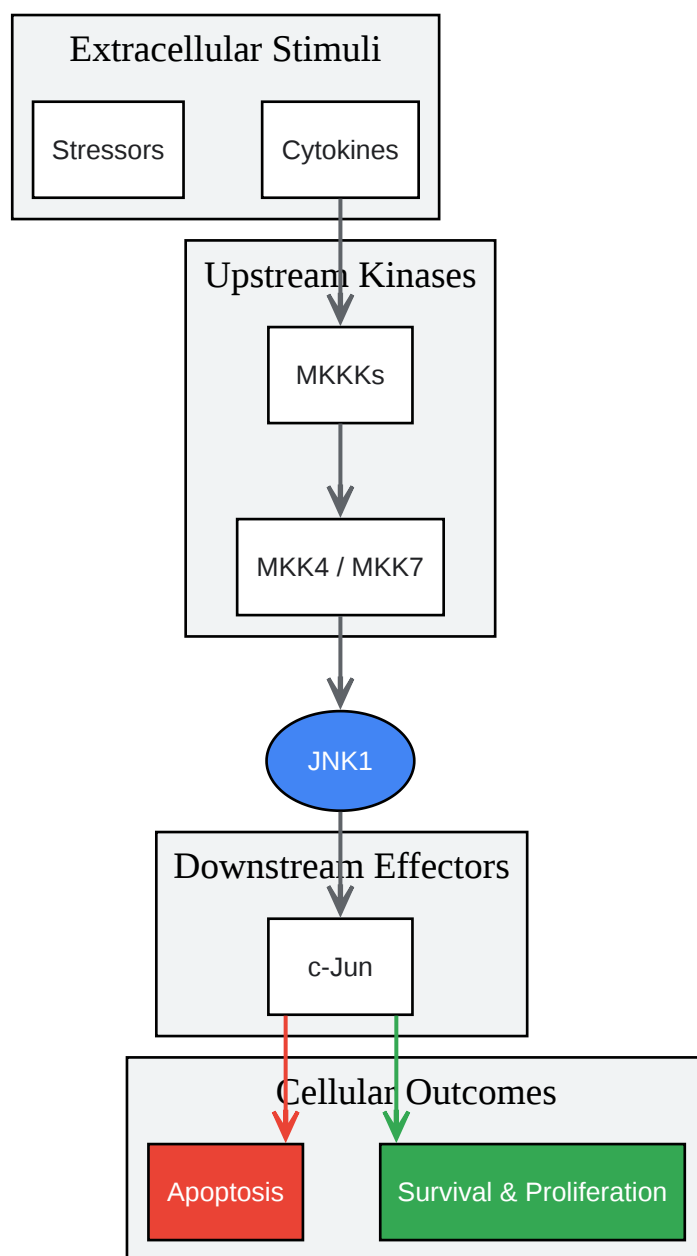 Extracellular Stimuli
Stressors
Cytokines
Upstream Kinases
MKKKs
MKK4 / MKK7
JNK1
Downstream Effectors
c-Jun
Cellular Outcomes
Apoptosis
Survival & Proliferation